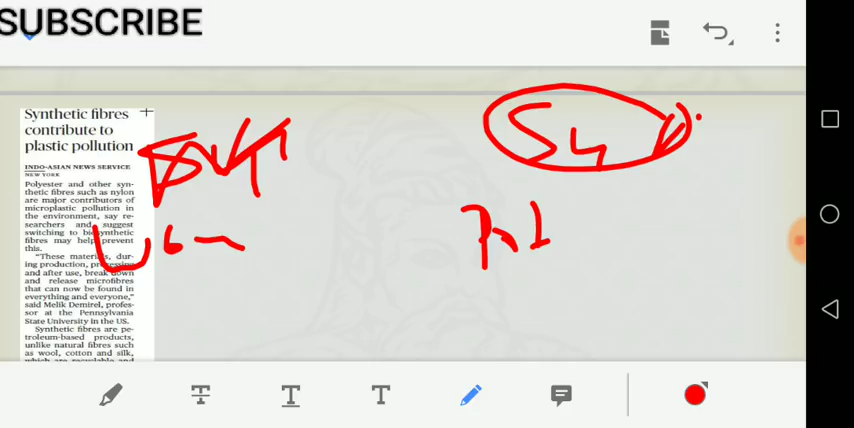 SUBSCRIBE
Synthetic fibres
contribute to
plastic pollution
INDO-ASIAN NEWS SERVICE
NEW YORK
Polyester and other syn-
thetic fibres such as nylon
are major contributors of
microplastic pollution in
the environment, say re-
searchers and suggest
switching to biosynthetic
fibres may help prevent
this.
“These materials, dur-
ing production, processing
and after use, break down
and release microfibres
that can now be found in
everything and everyone,”
said Melik Demirel, profes-
sor at the Pennsylvania
State University in the US.
Synthetic fibres are pe-
troleum-based products,
unlike natural fibres such
as wool, cotton and silk,
which are recyclable and